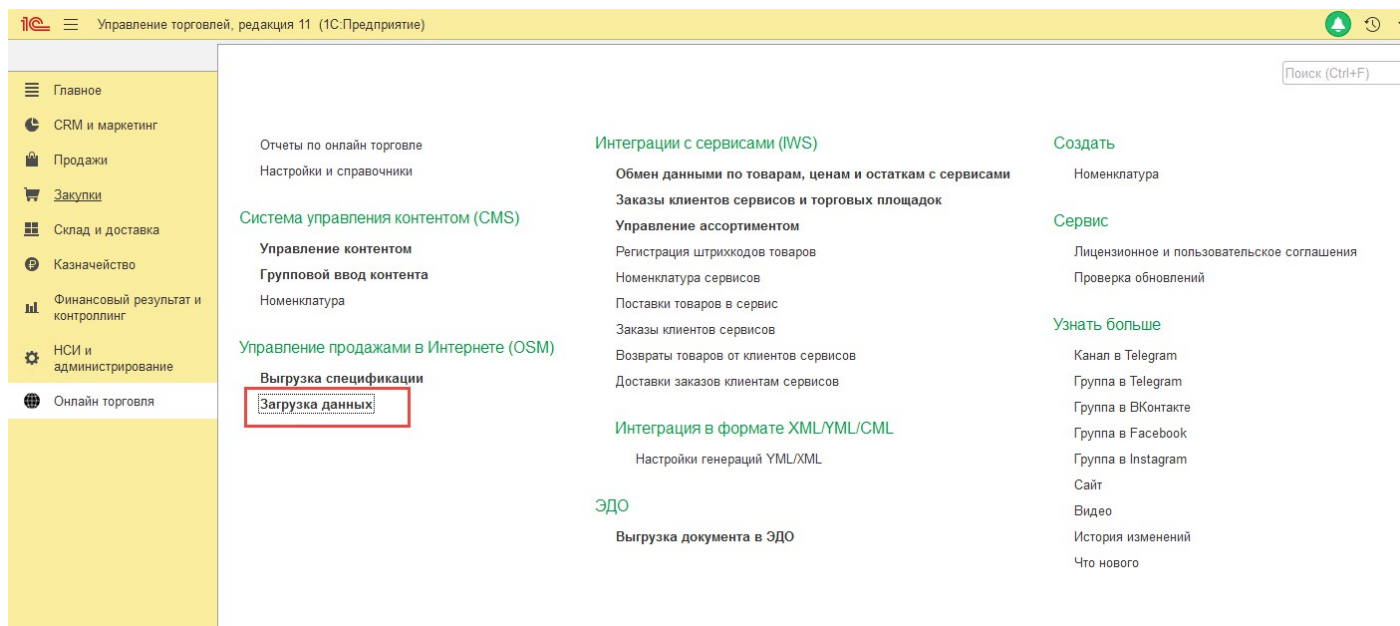 1С Управление торговлей, редакция 11 (1С:Предприятие)
Поиск (Ctrl+F)
Главное
CRM и маркетинг
Продажи
Закупки
Склад и доставка
Казначейство
Финансовый результат и
контроллинг
НСИ и
администрирование
Онлайн торговля
Отчеты по онлайн торговле
Настройки и справочники
Система управления контентом (CMS)
Управление контентом
Групповой ввод контента
Номенклатура
Управление продажами в Интернете (OSM)
Выгрузка спецификации
Загрузка данных
Интеграции с сервисами (IWS)
Обмен данными по товарам, ценам и остаткам с сервисами
Заказы клиентов сервисов и торговых площадок
Управление ассортиментом
Регистрация штрихкодов товаров
Номенклатура сервисов
Поставки товаров в сервис
Заказы клиентов сервисов
Возвраты товаров от клиентов сервисов
Доставки заказов клиентам сервисов
Интеграция в формате XML/YML/CML
Настройки генераций YML/XML
ЭДО
Выгрузка документа в ЭДО
Создать
Номенклатура
Сервис
Лицензионное и пользовательское соглашения
Проверка обновлений
Узнать больше
Канал в Telegram
Группа в Telegram
Группа в ВКонтакте
Группа в Facebook
Группа в Instagram
Сайт
Видео
История изменений
Что нового